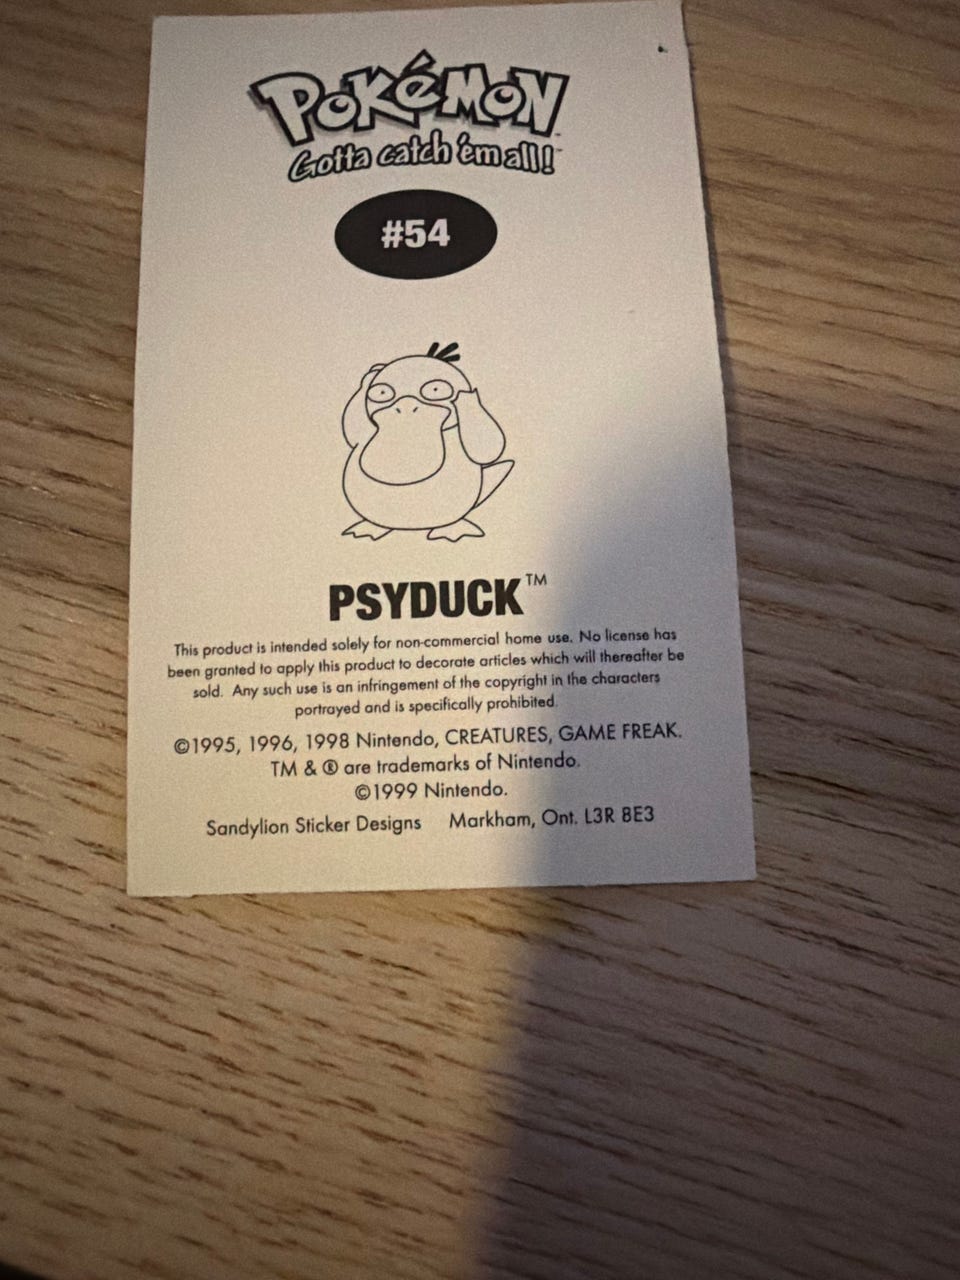 POKéMON
Gotta catch 'em all!™
#54
PSYDUCK™
This product is intended solely for non-commercial home use. No license has
been granted to apply this product to decorate articles which will thereafter be
sold. Any such use is an infringement of the copyright in the characters
portrayed and is specifically prohibited.
©1995, 1996, 1998 Nintendo, CREATURES, GAME FREAK.
TM & ® are trademarks of Nintendo.
©1999 Nintendo.
Sandylion Sticker Designs Markham, Ont. L3R 8E3